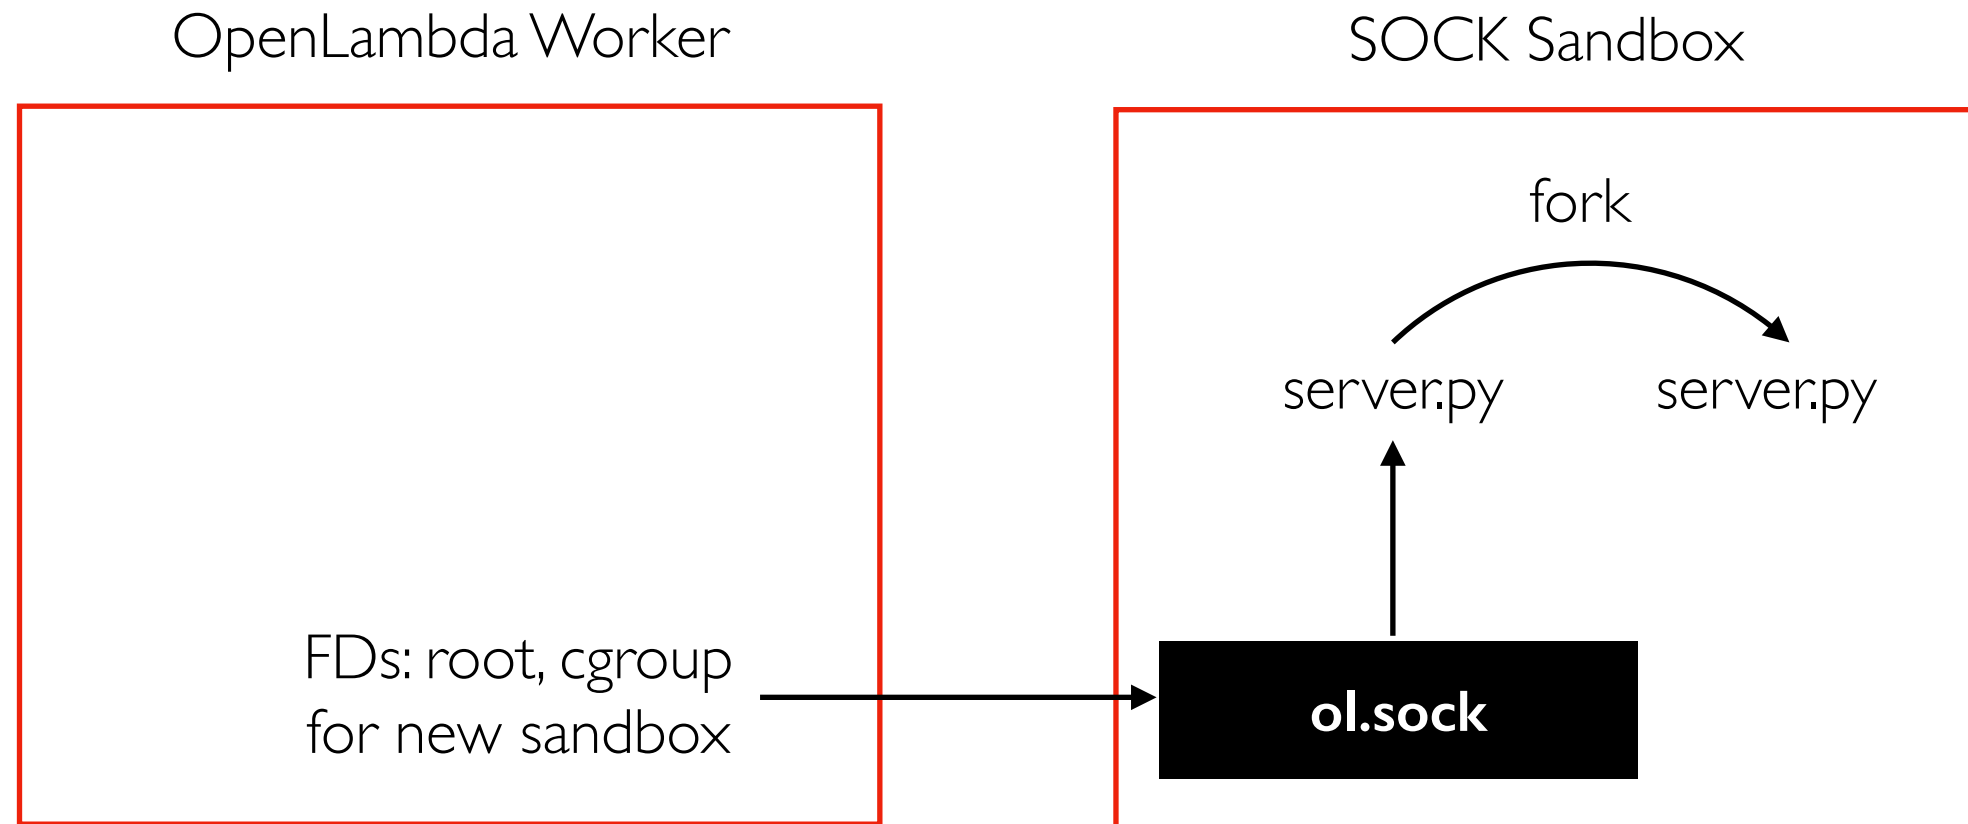 OpenLambda Worker
SOCK Sandbox
fork
server.py
server.py
FDs: root, cgroup
for new sandbox
ol.sock